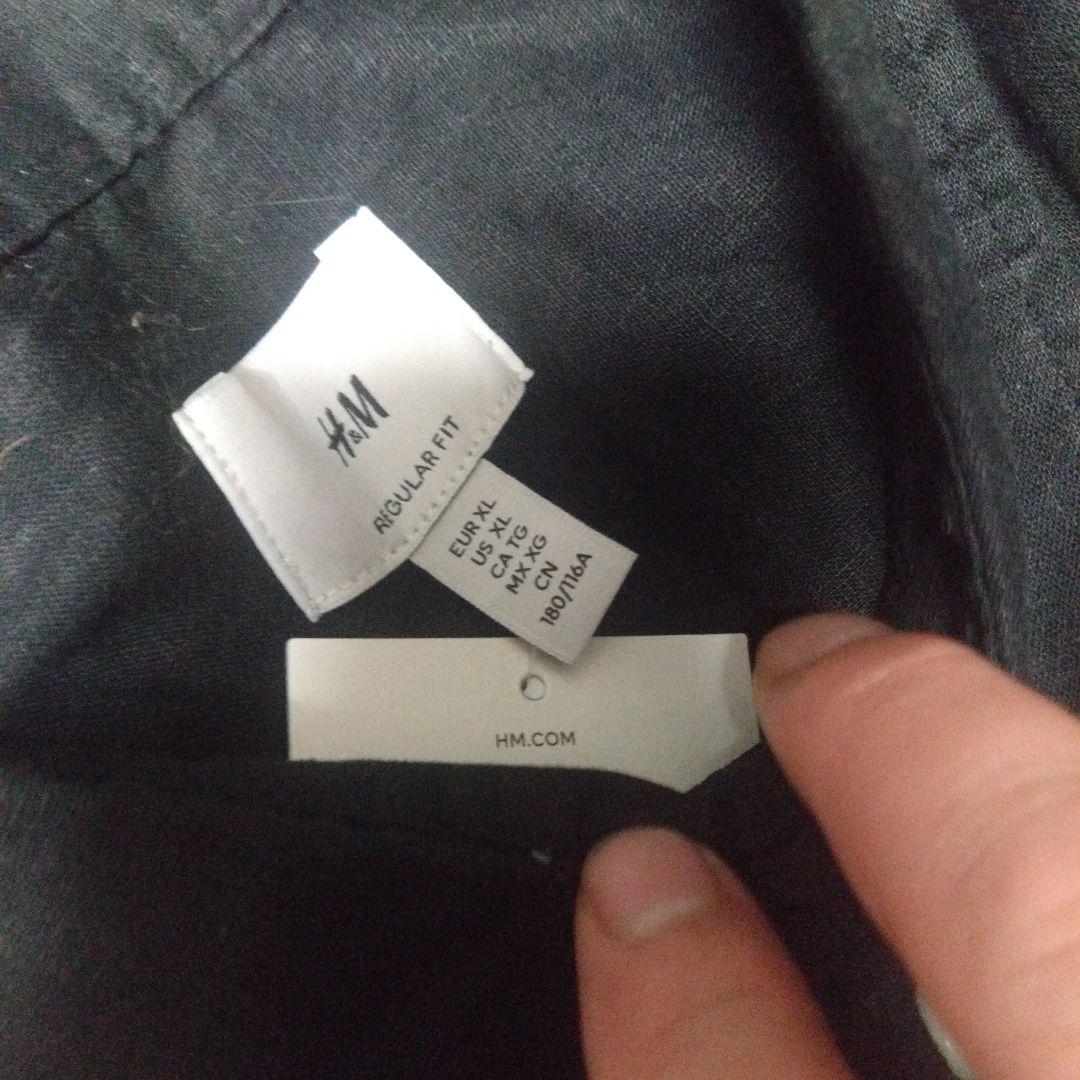 H&M
REGULAR FIT
EUR XL
US XL
CA TG
MX XG
CN
180/116A
HM.COM